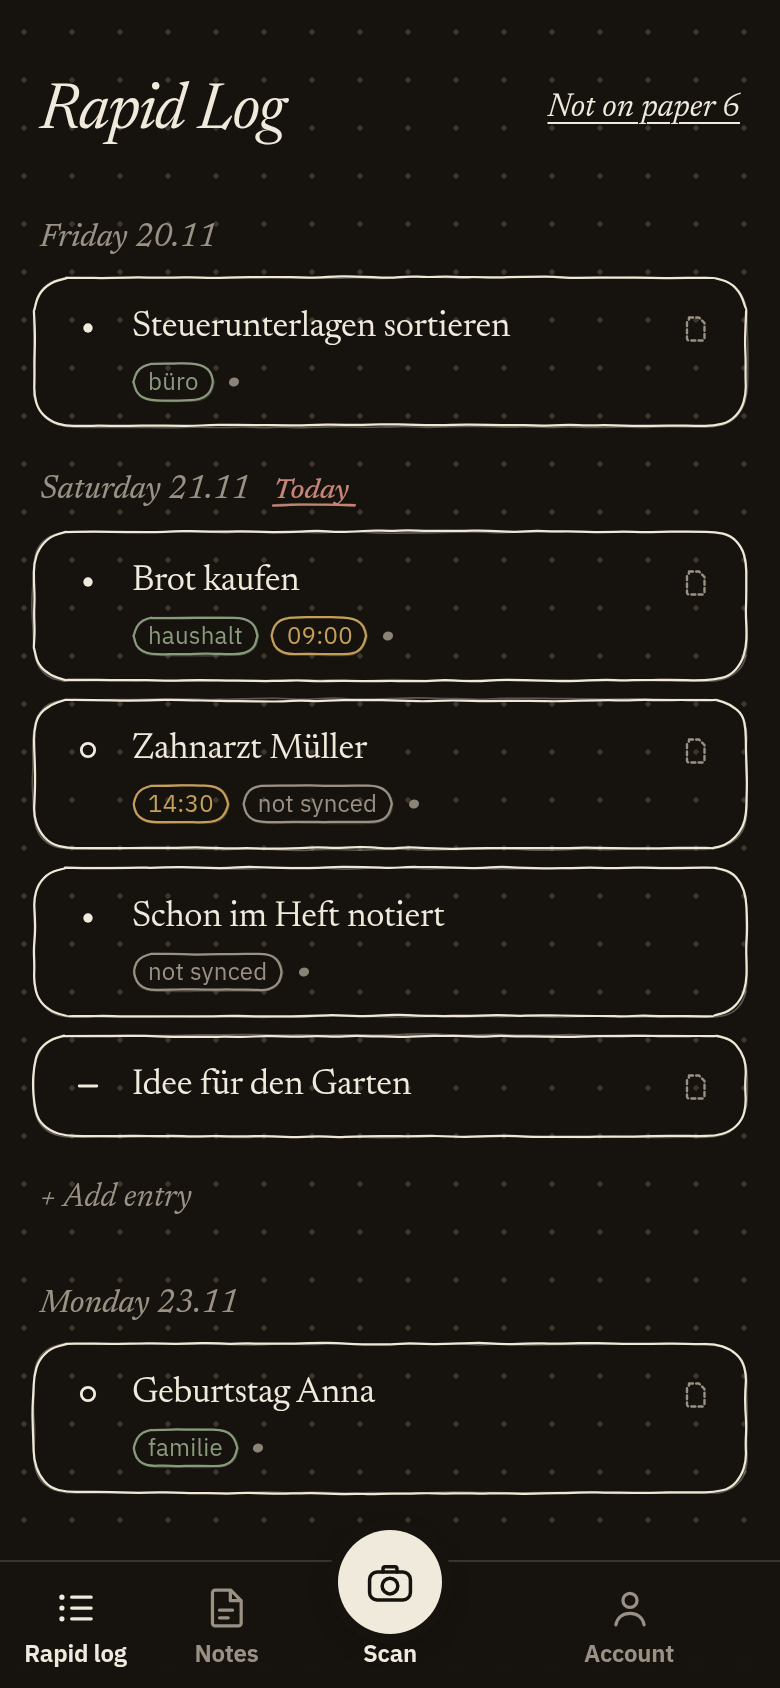 Rapid Log
Not on paper 6
Friday 20.11
Steuerunterlagen sortieren
büro
Saturday 21.11 Today
Brot kaufen
haushalt 09:00
Zahnarzt Müller
14:30 not synced
Schon im Heft notiert
not synced
Idee für den Garten
+ Add entry
Monday 23.11
Geburtstag Anna
familie
Rapid log Notes Scan Account